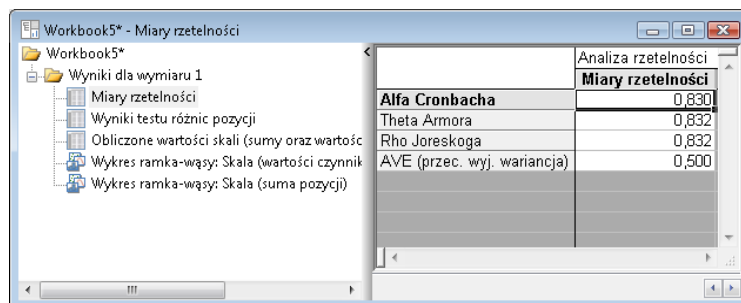 Workbook5* - Miary rzetelności
Workbook5*
Wyniki dla wymiaru 1
Miary rzetelności
Wyniki testu różnic pozycji
Obliczone wartości skali (sumy oraz wartośc
Wykres ramka-wąsy: Skala (wartości czynnik
Wykres ramka-wąsy: Skala (suma pozycji)
Analiza rzetelności
Miary rzetelności
Alfa Cronbacha 0,830
Theta Armora 0,832
Rho Joreskoga 0,832
AVE (przec. wyj. wariancja) 0,500